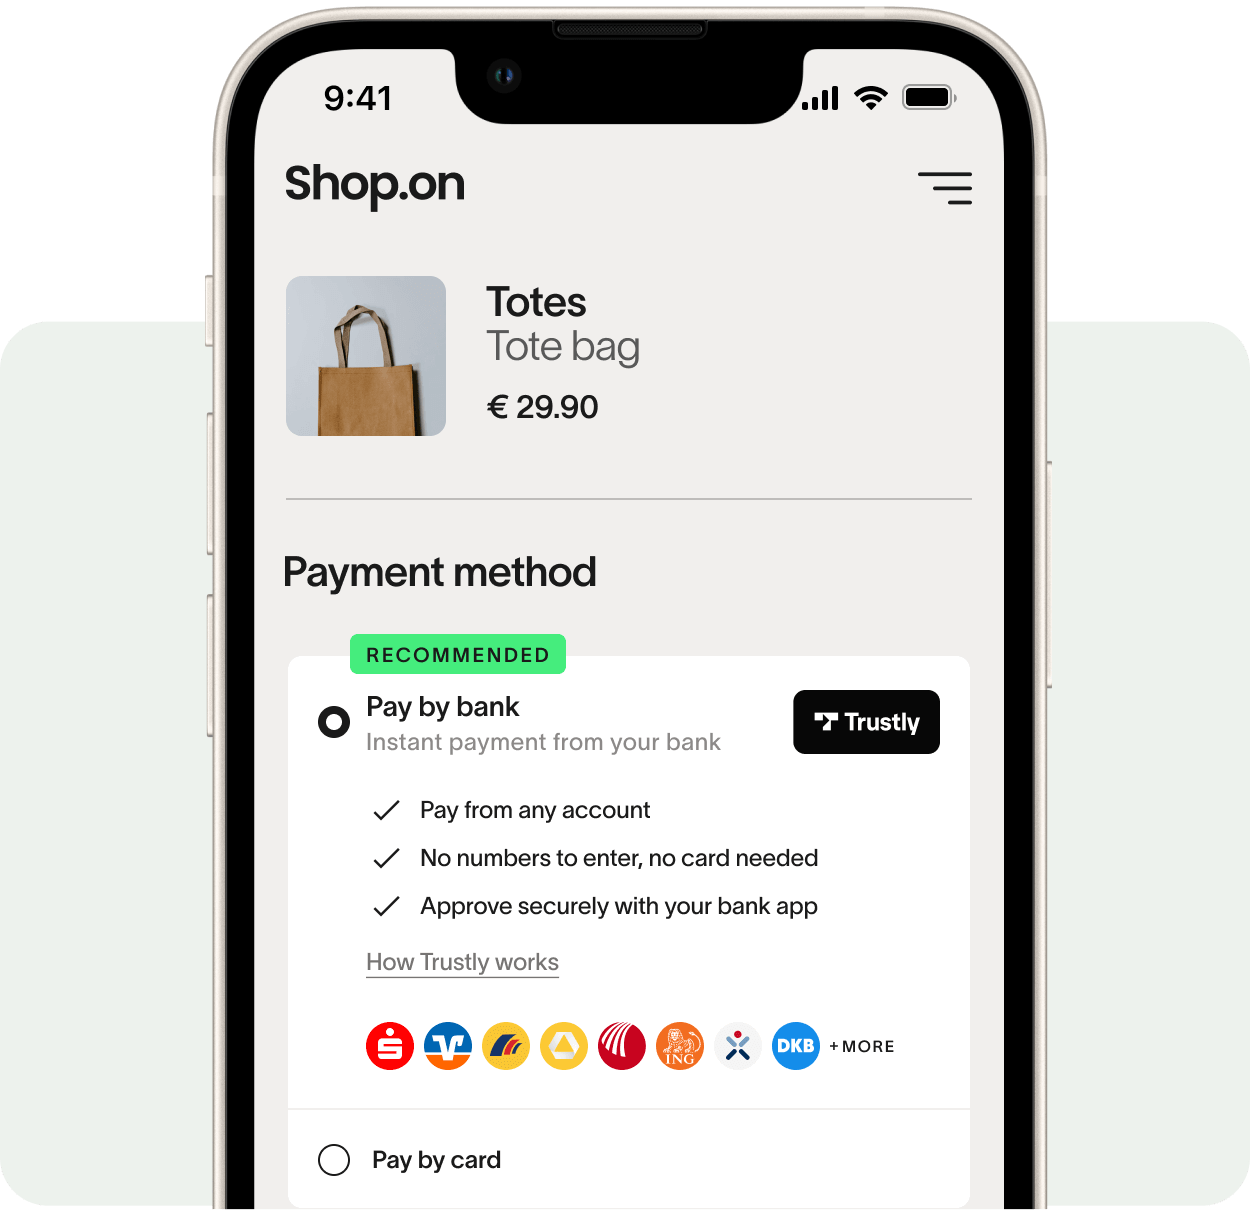 9:41
Shop.on
Totes
Tote bag
€ 29.90
Payment method
RECOMMENDED
Pay by bank
Instant payment from your bank
Trustly
Pay from any account
No numbers to enter, no card needed
Approve securely with your bank app
How Trustly works
ING
DKB
+ MORE
Pay by card